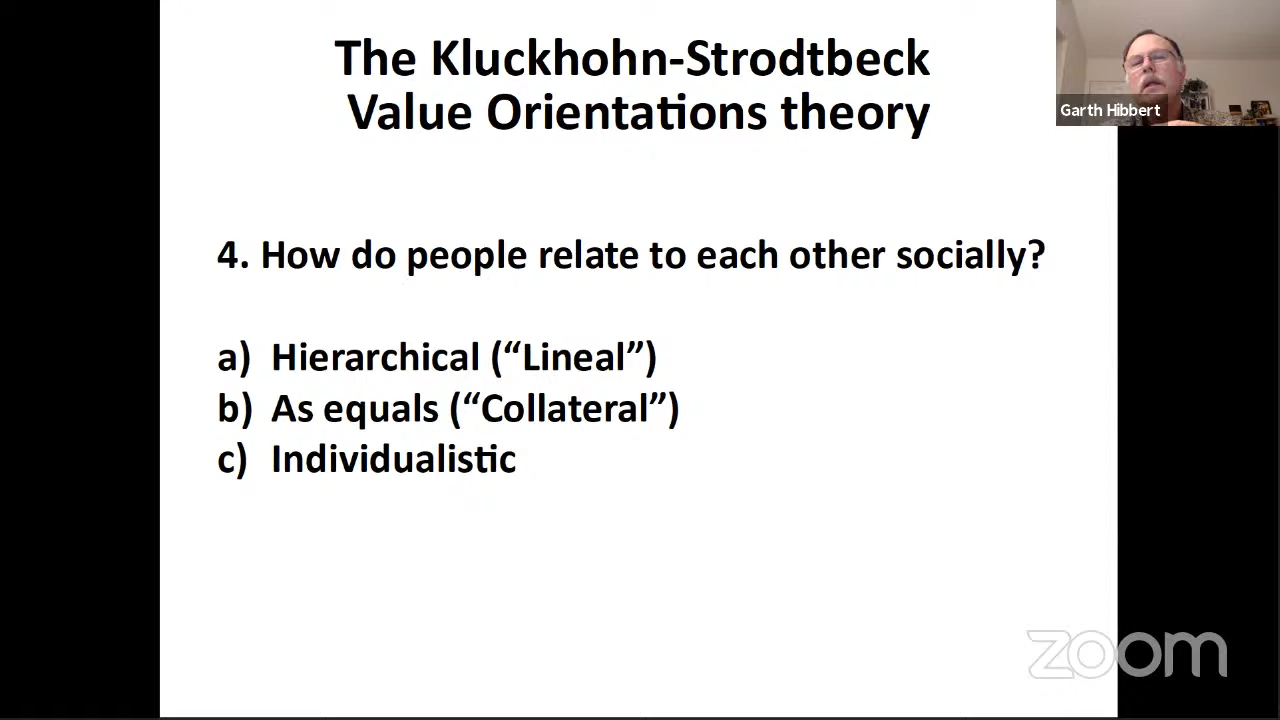 The Kluckhohn-Strodtbeck
Value Orientations theory
Garth Hibbert
4. How do people relate to each other socially?
a) Hierarchical (“Lineal”)
b) As equals (“Collateral”)
c) Individualistic
zoom